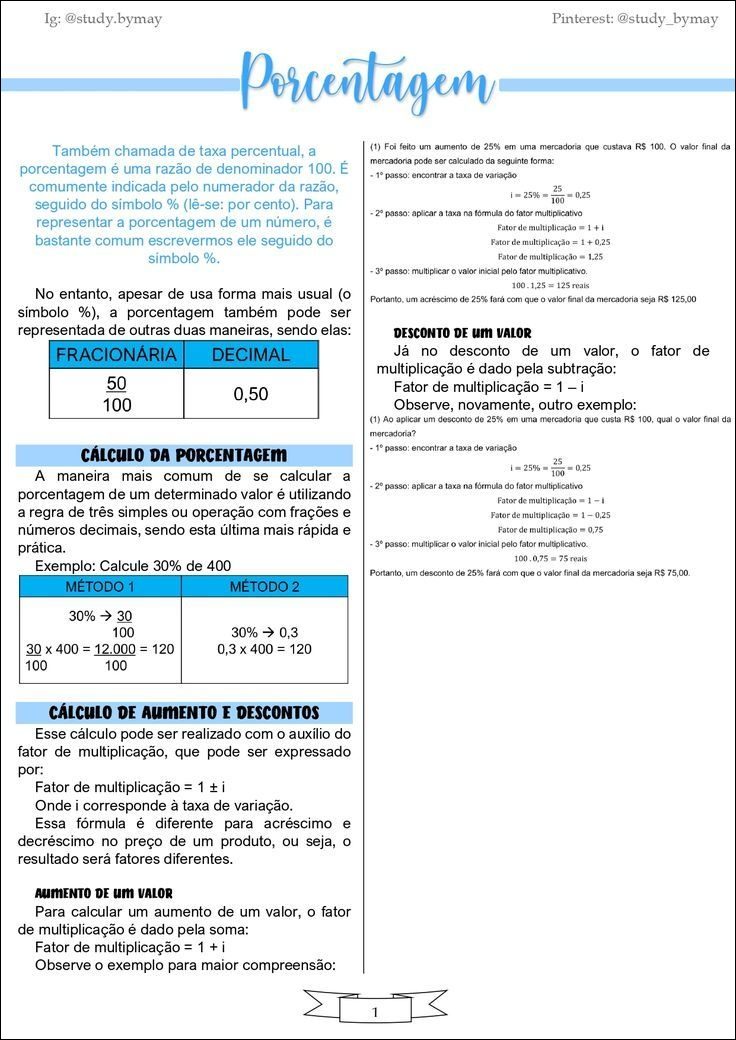 Ig: @study.bymay
Pinterest: @study_bymay
Porcentagem
Também chamada de taxa percentual, a
porcentagem é uma razão de denominador 100. É
comumente indicada pelo numerador da razão,
seguido do símbolo % (lê-se: por cento). Para
representar a porcentagem de um número, é
bastante comum escrevermos ele seguido do
símbolo %.
No entanto, apesar de usa forma mais usual (o
símbolo %), a porcentagem também pode ser
representada de outras duas maneiras, sendo elas:
FRACIONÁRIA DECIMAL
50
100
0,50
CÁLCULO DA PORCENTAGEM
A maneira mais comum de se calcular a
porcentagem de um determinado valor é utilizando
a regra de três simples ou operação com frações e
números decimais, sendo esta última mais rápida e
prática.
Exemplo: Calcule 30% de 400
MÉTODO 1 MÉTODO 2
30% → 30
100
30 x 400 = 12.000 = 120
100 100
30% → 0,3
0,3 x 400 = 120
CÁLCULO DE AUMENTO E DESCONTOS
Esse cálculo pode ser realizado com o auxílio do
fator de multiplicação, que pode ser expressado
por:
Fator de multiplicação = 1 ± i
Onde i corresponde à taxa de variação.
Essa fórmula é diferente para acréscimo e
decréscimo no preço de um produto, ou seja, o
resultado será fatores diferentes.
AUMENTO DE UM VALOR
Para calcular um aumento de um valor, o fator
de multiplicação é dado pela soma:
Fator de multiplicação = 1 + i
Observe o exemplo para maior compreensão:
(1) Foi feito um aumento de 25% em uma mercadoria que custava R$ 100. O valor final da
mercadoria pode ser calculado da seguinte forma:
- 1º passo: encontrar a taxa de variação
i = 25% = 25/100 = 0,25
- 2º passo: aplicar a taxa na fórmula do fator multiplicativo
Fator de multiplicação = 1 + i
Fator de multiplicação = 1 + 0,25
Fator de multiplicação = 1,25
- 3º passo: multiplicar o valor inicial pelo fator multiplicativo.
100 . 1,25 = 125 reais
Portanto, um acréscimo de 25% fará com que o valor final da mercadoria seja R$ 125,00
DESCONTO DE UM VALOR
Já no desconto de um valor, o fator de
multiplicação é dado pela subtração:
Fator de multiplicação = 1 – i
Observe, novamente, outro exemplo:
(1) Ao aplicar um desconto de 25% em uma mercadoria que custa R$ 100, qual o valor final da
mercadoria?
- 1º passo: encontrar a taxa de variação
i = 25% = 25/100 = 0,25
- 2º passo: aplicar a taxa na fórmula do fator multiplicativo
Fator de multiplicação = 1 − i
Fator de multiplicação = 1 − 0,25
Fator de multiplicação = 0,75
- 3º passo: multiplicar o valor inicial pelo fator multiplicativo.
100 . 0,75 = 75 reais
Portanto, um desconto de 25% fará com que o valor final da mercadoria seja R$ 75,00.
1